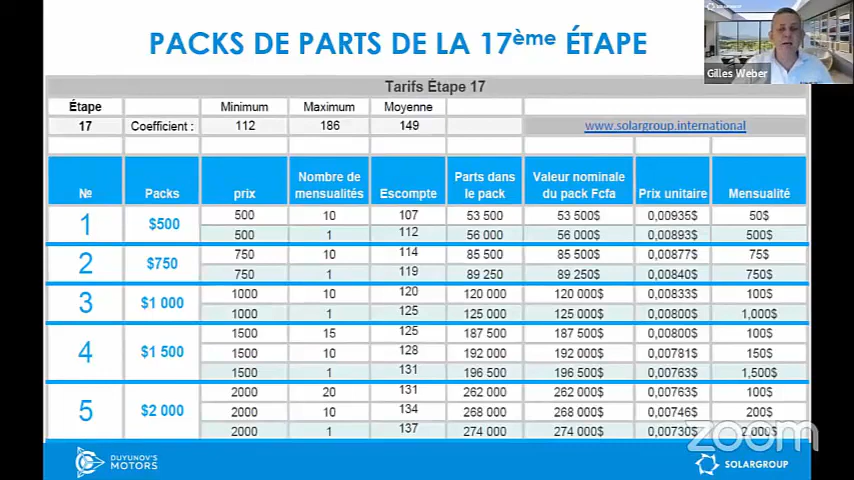 PACKS DE PARTS DE LA 17ème ÉTAPE
SOLARGROUP
Gilles Weber
Tarifs Étape 17
Étape Minimum Maximum Moyenne
17 Coefficient : 112 186 149 www.solargroup.international
Nombre de Parts dans Valeur nominale
№ Packs prix mensualités Escompte le pack du pack Fcfa Prix unitaire Mensualité
1 $500 500 10 107 53 500 53 500$ 0,00935$ 50$
500 1 112 56 000 56 000$ 0,00893$ 500$
2 $750 750 10 114 85 500 85 500$ 0,00877$ 75$
750 1 119 89 250 89 250$ 0,00840$ 750$
3 $1 000 1000 10 120 120 000 120 000$ 0,00833$ 100$
1000 1 125 125 000 125 000$ 0,00800$ 1,000$
4 $1 500 1500 15 125 187 500 187 500$ 0,00800$ 100$
1500 10 128 192 000 192 000$ 0,00781$ 150$
1500 1 131 196 500 196 500$ 0,00763$ 1,500$
5 $2 000 2000 20 131 262 000 262 000$ 0,00763$ 100$
2000 10 134 268 000 268 000$ 0,00746$ 200$
2000 1 137 274 000 274 000$ 0,00730$ 2,000$
zoom
DUYUNOV'S
MOTORS
SOLARGROUP